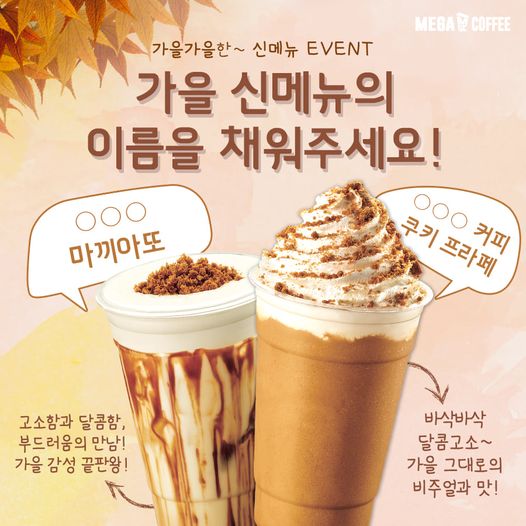 MEGA COFFEE
가을가을한~ 신메뉴 EVENT
가을 신메뉴의
이름을 채워주세요!
○○○
마끼아또
○○○ 커피
쿠키 프라페
고소함과 달콤함,
부드러움의 만남!
가을 감성 끝판왕!
바삭바삭
달콤고소~
가을 그대로의
비주얼과 맛!